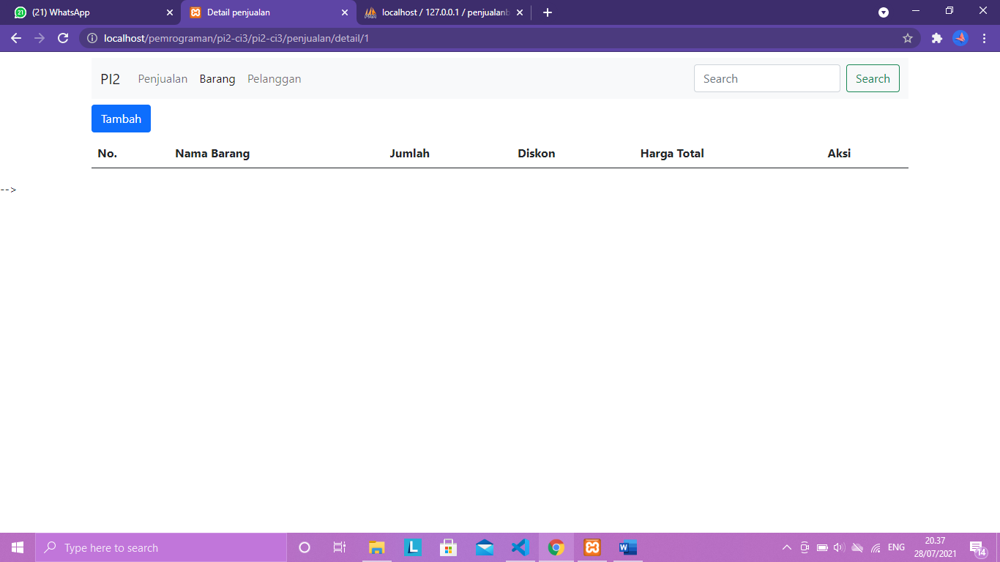 (21) WhatsApp
Detail penjualan
localhost / 127.0.0.1 / penjualanb
localhost/pemrograman/pi2-ci3/pi2-ci3/penjualan/detail/1
PI2 Penjualan Barang Pelanggan Search Search
Tambah
No. Nama Barang Jumlah Diskon Harga Total Aksi
-->
Type here to search
L
W
ENG
20.37
28/07/2021
14